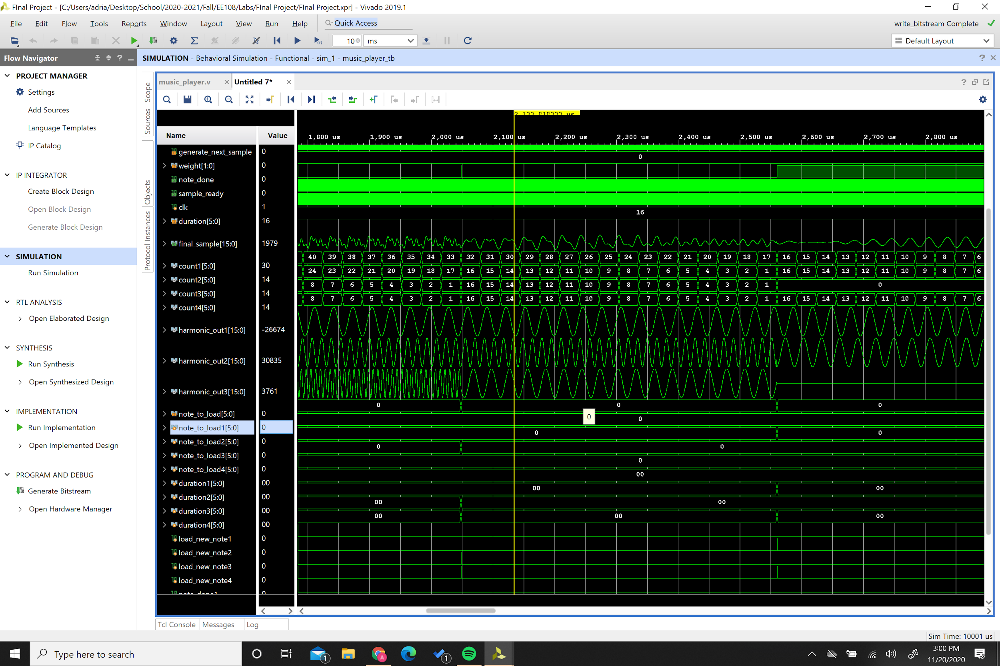 FInal Project - [C:/Users/adria/Desktop/School/2020-2021/Fall/EE108/Labs/FInal Project/FInal Project.xpr] - Vivado 2019.1
File Edit Flow Tools Reports Window Layout View Run Help Quick Access write_bitstream Complete
10 ms Default Layout
Flow Navigator
SIMULATION - Behavioral Simulation - Functional - sim_1 - music_player_tb
PROJECT MANAGER
Settings
Add Sources
Language Templates
IP Catalog
IP INTEGRATOR
Create Block Design
Open Block Design
Generate Block Design
SIMULATION
Run Simulation
RTL ANALYSIS
Open Elaborated Design
SYNTHESIS
Run Synthesis
Open Synthesized Design
IMPLEMENTATION
Run Implementation
Open Implemented Design
PROGRAM AND DEBUG
Generate Bitstream
Open Hardware Manager
Scope
Sources
Objects
Protocol Instances
music_player.v Untitled 7*
2,133.818333 us
Name Value
1,800 us 1,900 us 2,000 us 2,100 us 2,200 us 2,300 us 2,400 us 2,500 us 2,600 us 2,700 us 2,800 us
generate_next_sample 0
0
weight[1:0] 0
note_done 0
sample_ready 0
clk 1
16
duration[5:0] 16
final_sample[15:0] 1979
40 39 38 37 36 35 34 33 32 31 30 29 28 27 26 25 24 23 22 21 20 19 18 17 16 15 14 13 12 11 10 9 8 7 6
count1[5:0] 30
24 23 22 21 20 19 18 17 16 15 14 13 12 11 10 9 8 7 6 5 4 3 2 1 16 15 14 13 12 11 10 9 8 7 6
count2[5:0] 14
8 7 6 5 4 3 2 1 16 15 14 13 12 11 10 9 8 7 6 5 4 3 2 1 0
count3[5:0] 14
8 7 6 5 4 3 2 1 16 15 14 13 12 11 10 9 8 7 6 5 4 3 2 1 16 15 14 13 12 11 10 9 8 7 6
count4[5:0] 14
harmonic_out1[15:0] -26674
harmonic_out2[15:0] 30835
harmonic_out3[15:0] 3761
0 0 0
note_to_load[5:0] 0
0 0
note_to_load1[5:0] 0
0 0
note_to_load2[5:0] 0
0 0
note_to_load3[5:0] 0
0
note_to_load4[5:0] 0
00
duration1[5:0] 00
00 00
duration2[5:0] 00
00 00
duration3[5:0] 00
00 00 00
duration4[5:0] 00
load_new_note1 0
load_new_note2 0
load_new_note3 0
load_new_note4 0
note_done1 0
Tcl Console Messages Log
Sim Time: 10001 us
Type here to search
1
A
1
3:00 PM
11/20/2020